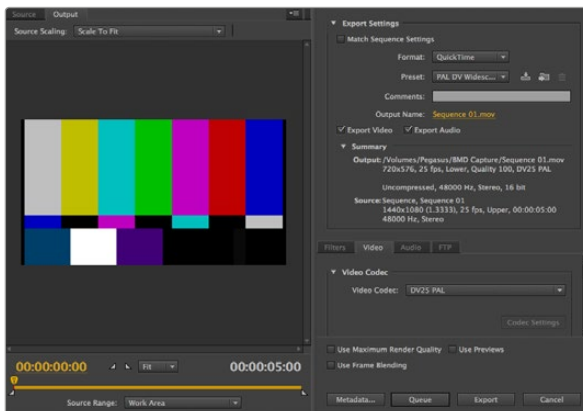 Source Output
Source Scaling: Scale To Fit
00:00:00:00 Fit 00:00:05:00
Source Range: Work Area
Export Settings
Match Sequence Settings
Format: QuickTime
Preset: PAL DV Widesc...
Comments:
Output Name: Sequence 01.mov
Export Video Export Audio
Summary
Output: /Volumes/Pegasus/BMD Capture/Sequence 01.mov
720x576, 25 fps, Lower, Quality 100, DV25 PAL
Uncompressed, 48000 Hz, Stereo, 16 bit
Source: Sequence, Sequence 01
1440x1080 (1.3333), 25 fps, Upper, 00:00:05:00
48000 Hz, Stereo
Filters Video Audio FTP
Video Codec
Video Codec: DV25 PAL
Codec Settings
Use Maximum Render Quality Use Previews
Use Frame Blending
Metadata... Queue Export Cancel